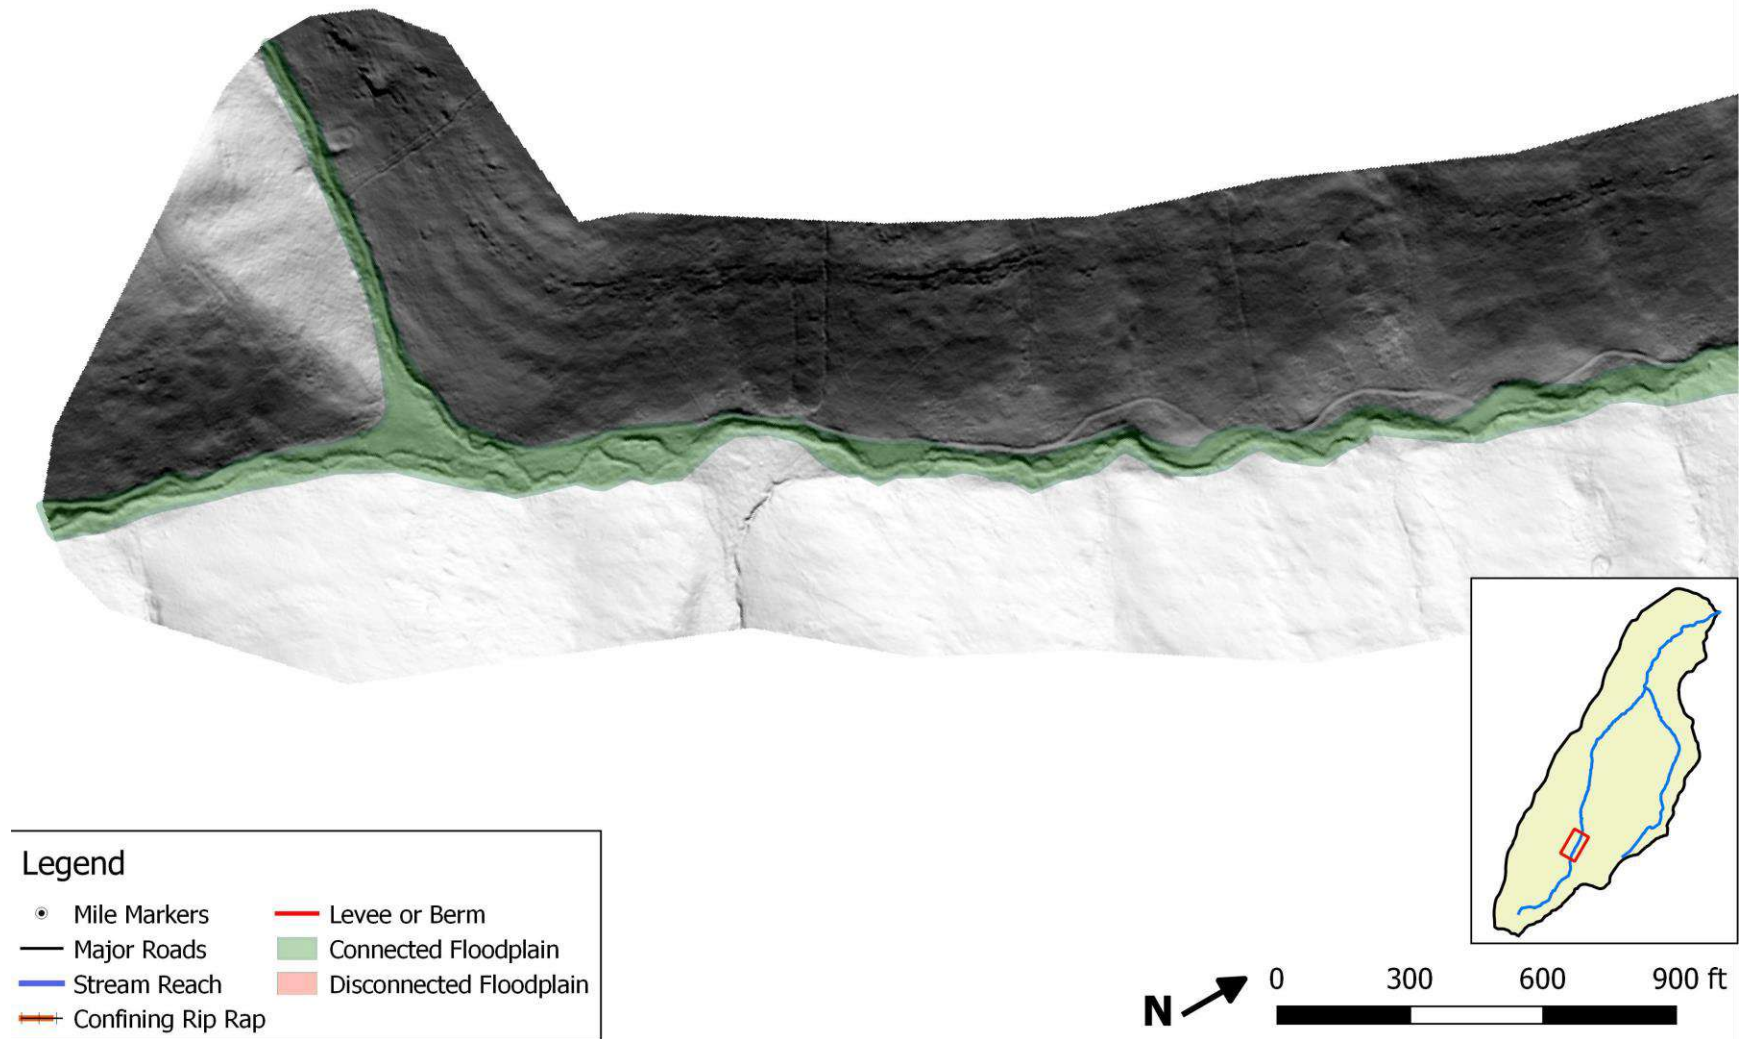 Legend
Mile Markers
Major Roads
Stream Reach
Confining Rip Rap
Levee or Berm
Connected Floodplain
Disconnected Floodplain
N
0 300 600 900 ft